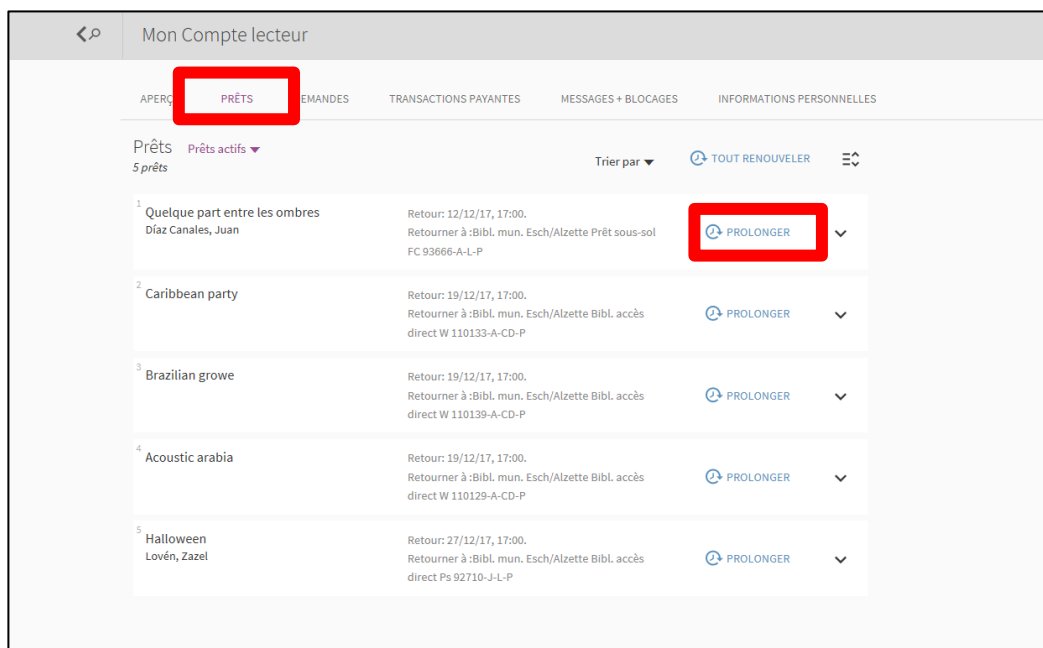 Mon Compte lecteur
PRÊTS TRANSACTIONS PAYANTES MESSAGES + BLOCAGES INFORMATIONS PERSONNELLES
Prêts Prêts actifs
5 prêts
Trier par
TOUT RENOUVELER
1 Quelque part entre les ombres
Díaz Canales, Juan
Retour: 12/12/17, 17:00.
Retourner à :Bibl. mun. Esch/Alzette Prêt sous-sol
FC 93666-A-L-P
PROLONGER
2 Caribbean party
Retour: 19/12/17, 17:00.
Retourner à :Bibl. mun. Esch/Alzette Bibl. accès
direct W 110133-A-CD-P
PROLONGER
3 Brazilian growe
Retour: 19/12/17, 17:00.
Retourner à :Bibl. mun. Esch/Alzette Bibl. accès
direct W 110139-A-CD-P
PROLONGER
4 Acoustic arabia
Retour: 19/12/17, 17:00.
Retourner à :Bibl. mun. Esch/Alzette Bibl. accès
direct W 110129-A-CD-P
PROLONGER
5 Halloween
Lovén, Zazel
Retour: 27/12/17, 17:00.
Retourner à :Bibl. mun. Esch/Alzette Bibl. accès
direct Ps 92710-J-L-P
PROLONGER